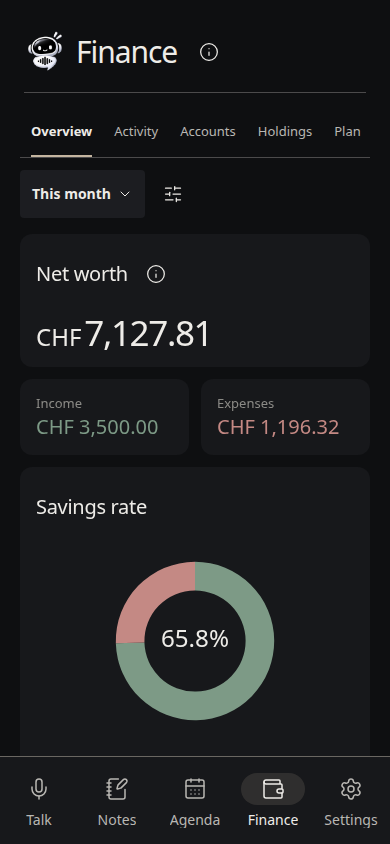 Finance
Overview Activity Accounts Holdings Plan
This month
Net worth
CHF 7,127.81
Income
CHF 3,500.00
Expenses
CHF 1,196.32
Savings rate
65.8%
Talk Notes Agenda Finance Settings